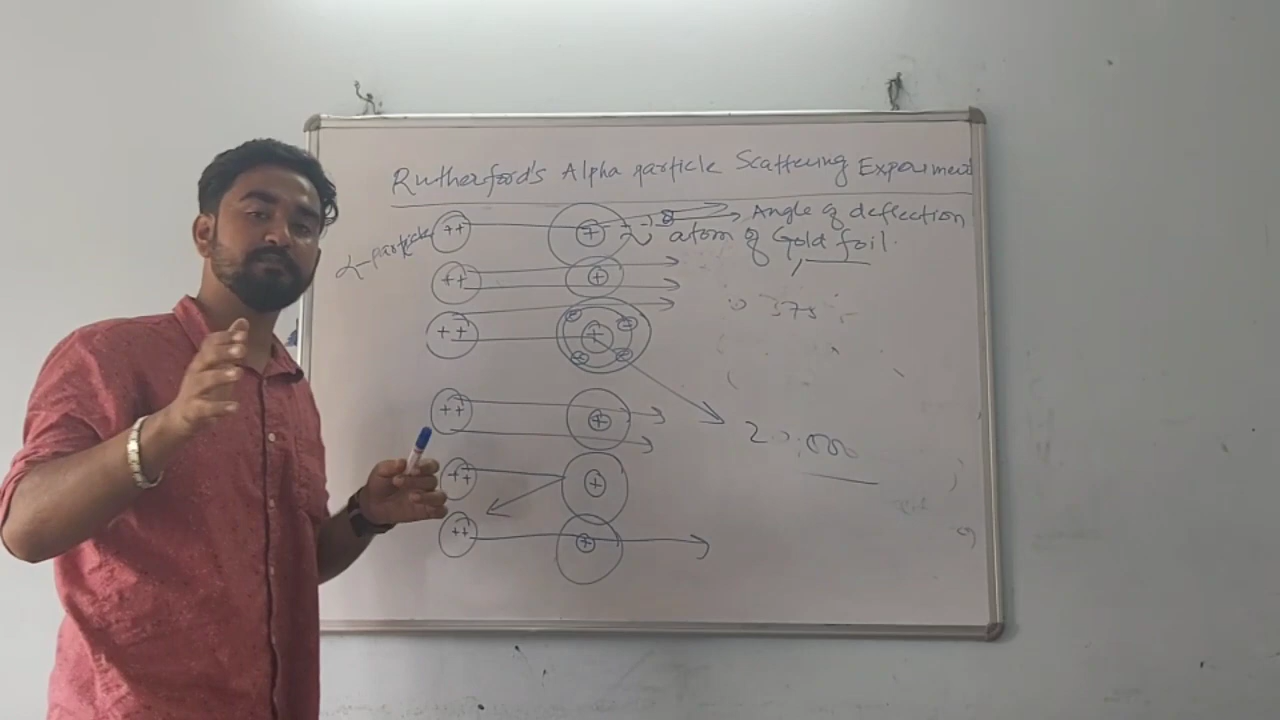 Rutherford's Alpha particle Scattering Experiment
α-particle ++ + θ Angle of deflection
atom of Gold foil.
++ +
++ +
++ +
++ +
++ +